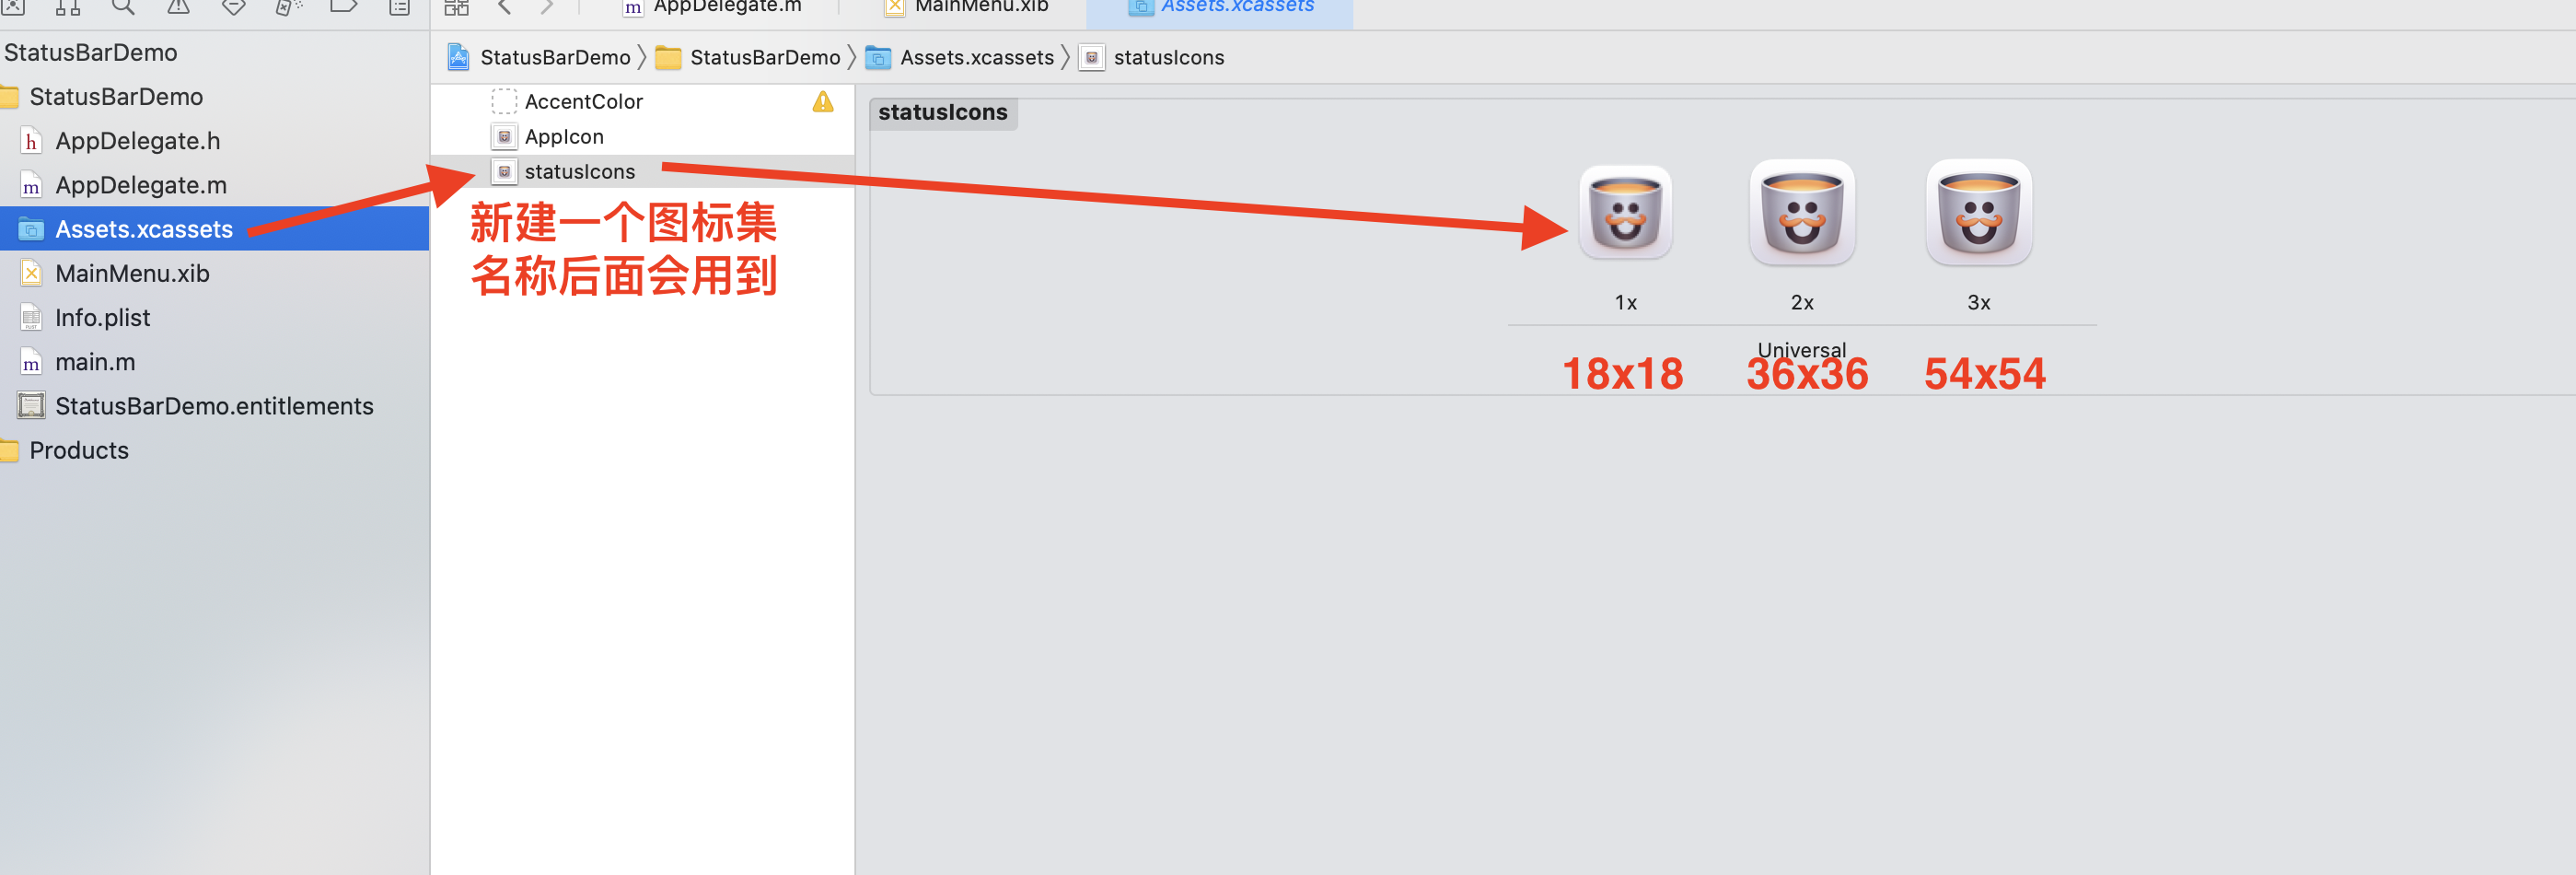 AppDelegate.m
MainMenu.xib
Assets.xcassets
StatusBarDemo
StatusBarDemo
AppDelegate.h
AppDelegate.m
Assets.xcassets
MainMenu.xib
Info.plist
main.m
StatusBarDemo.entitlements
Products
StatusBarDemo StatusBarDemo Assets.xcassets statusIcons
AccentColor
AppIcon
statusIcons
新建一个图标集
名称后面会用到
statusIcons
1x 2x 3x
Universal
18x18 36x36 54x54